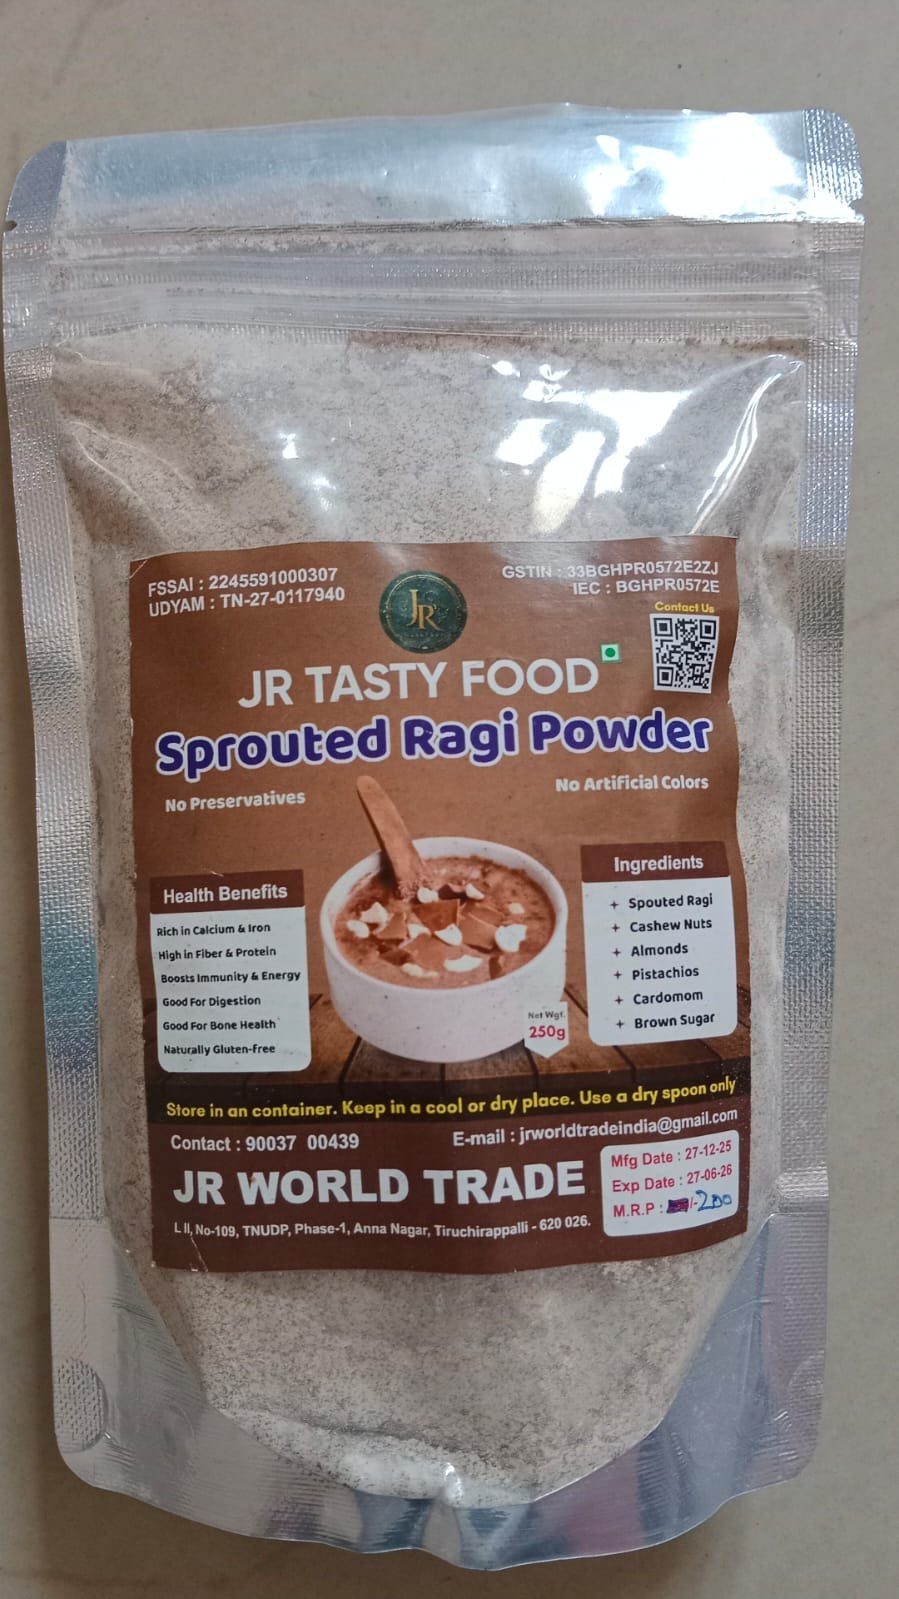 FSSAI : 2245591000307
UDYAM : TN-27-0117940
GSTIN : 33BGHPR0572E2ZJ
IEC : BGHPR0572E
JR
Contact Us
JR TASTY FOOD
Sprouted Ragi Powder
No Preservatives
No Artificial Colors
Health Benefits
Rich in Calcium & Iron
High in Fiber & Protein
Boosts Immunity & Energy
Good For Digestion
Good For Bone Health
Naturally Gluten-free
Ingredients
Spouted Ragi
Cashew Nuts
Almonds
Pistachios
Cardomom
Brown Sugar
Net Wgt.
250g
Store in an container. Keep in a cool or dry place. Use a dry spoon only
Contact : 90037 00439
E-mail : jrworldtradeindia@gmail.com
JR WORLD TRADE
L II, No-109, TNUDP, Phase-1, Anna Nagar, Tiruchirappalli - 620 026.
Mfg Date : 27-12-25
Exp Date : 27-06-26
M.R.P : /-200